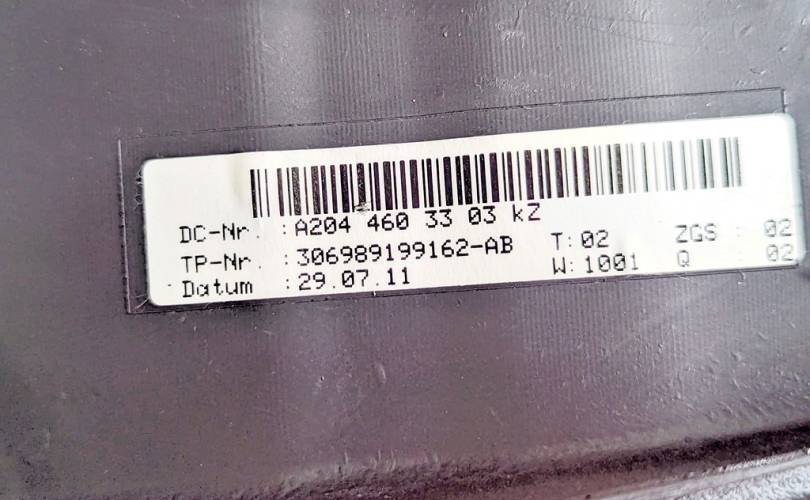 DC-Nr. :A204 460 33 03 kZ
TP-Nr. :306989199162-AB T:02 ZGS : 02
Datum :29.07.11 W:1001 Q : 02